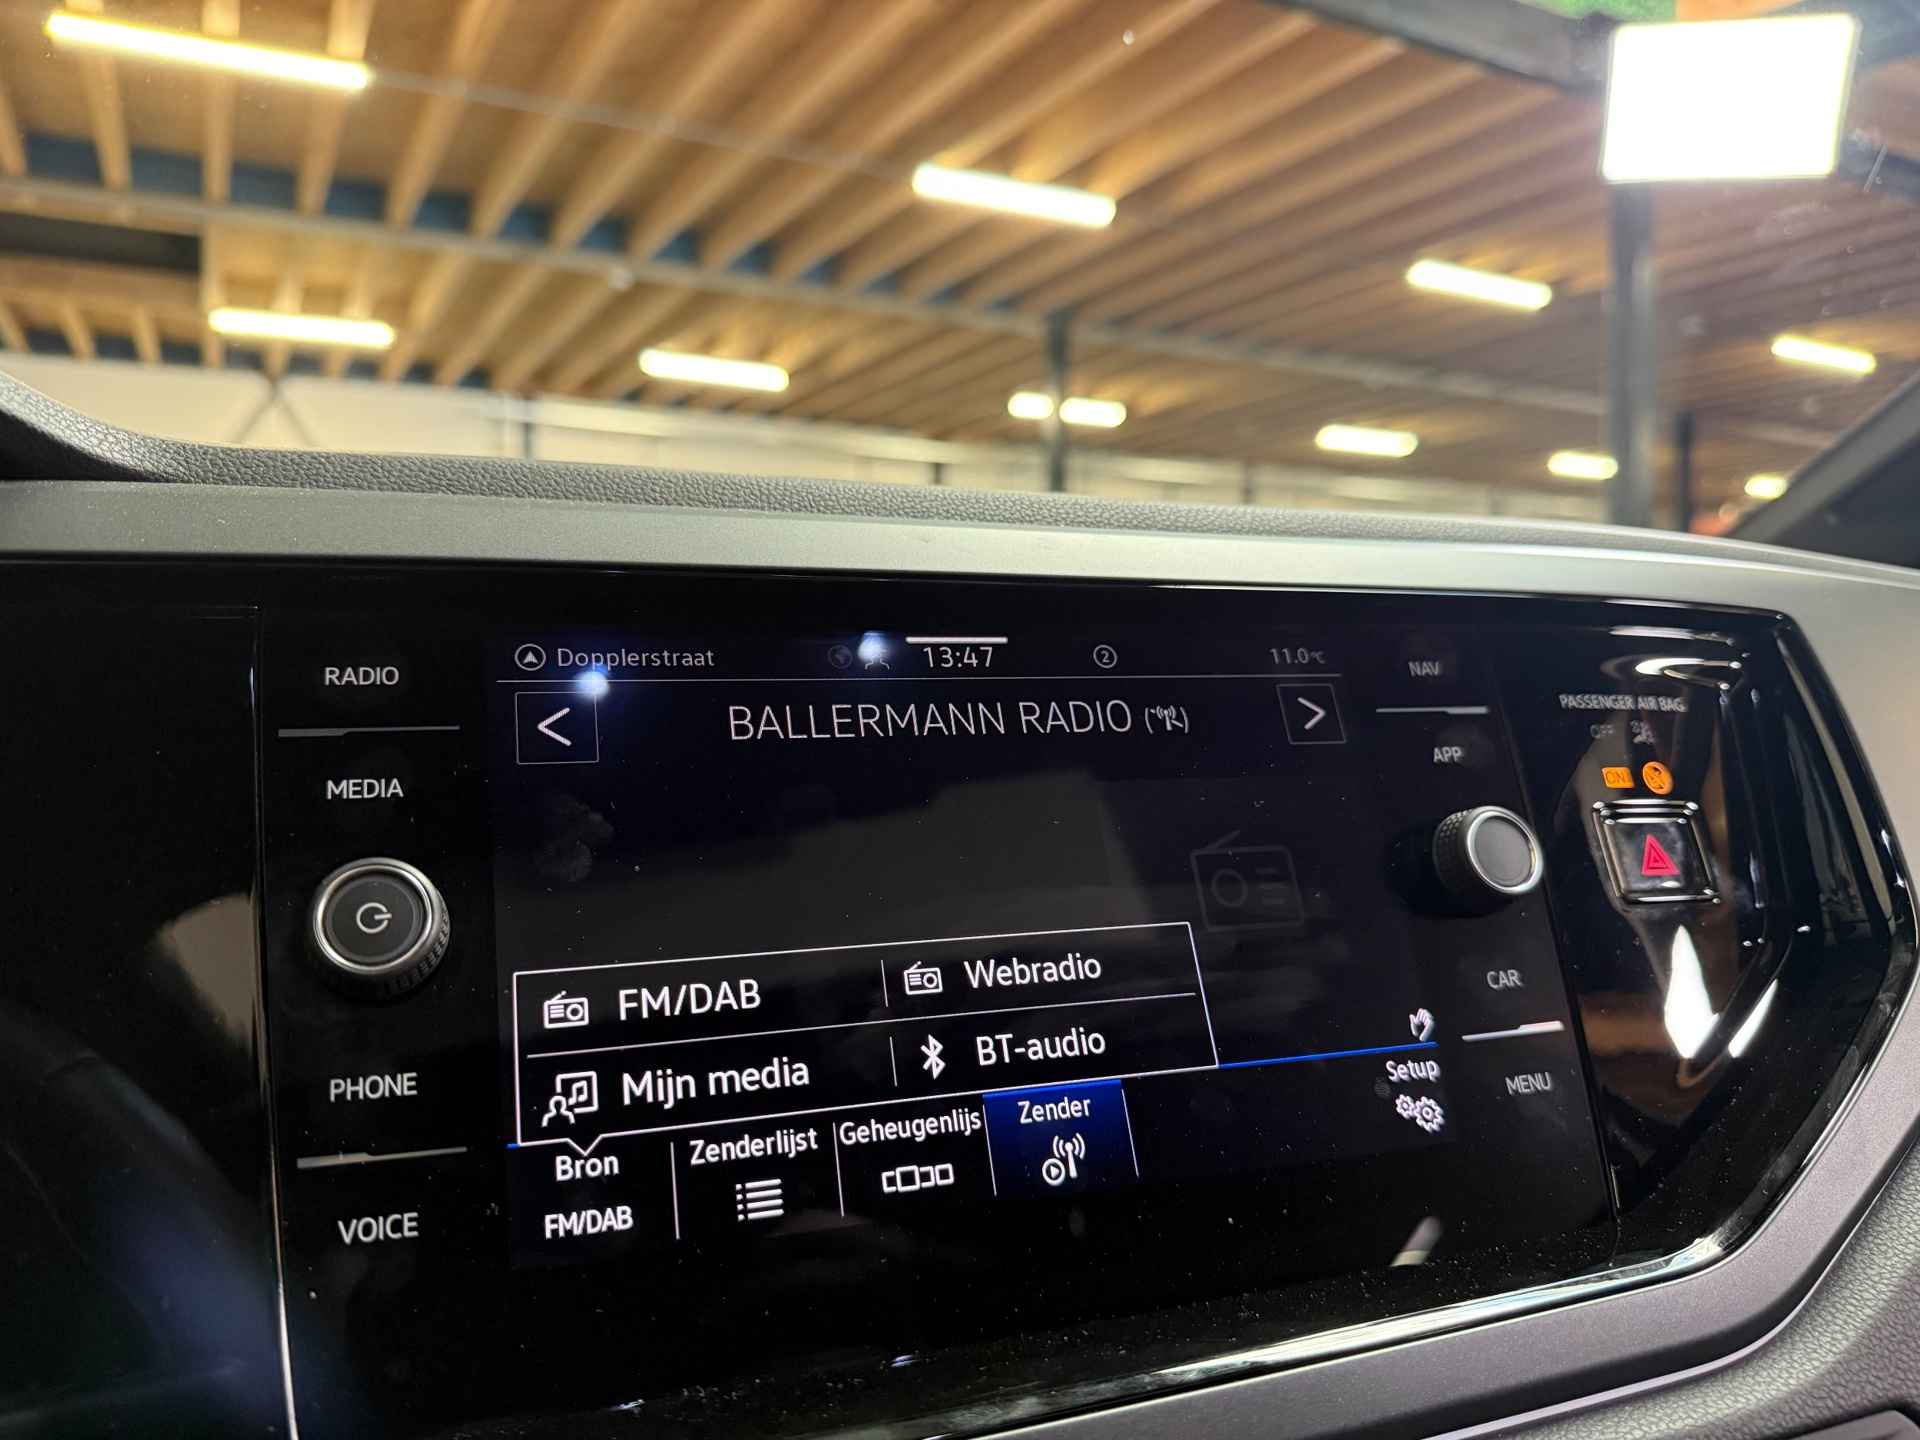 RADIO
MEDIA
PHONE
VOICE
Dopplerstraat
13:47
2
11.0°C
<
BALLERMANN RADIO
>
FM/DAB
Webradio
Mijn media
BT-audio
Bron
FM/DAB
Zenderlijst
Geheugenlijs
Zender
Setup
NAV
APP
CAR
MENU
PASSENGER AIR BAG
OFF
ON